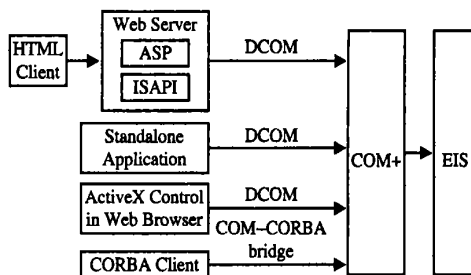 Web Server
HTML
Client
ASP
ISAPI
DCOM
Standalone
Application
DCOM
ActiveX Control
in Web Browser
DCOM
COM–CORBA
bridge
CORBA Client
COM+
EIS